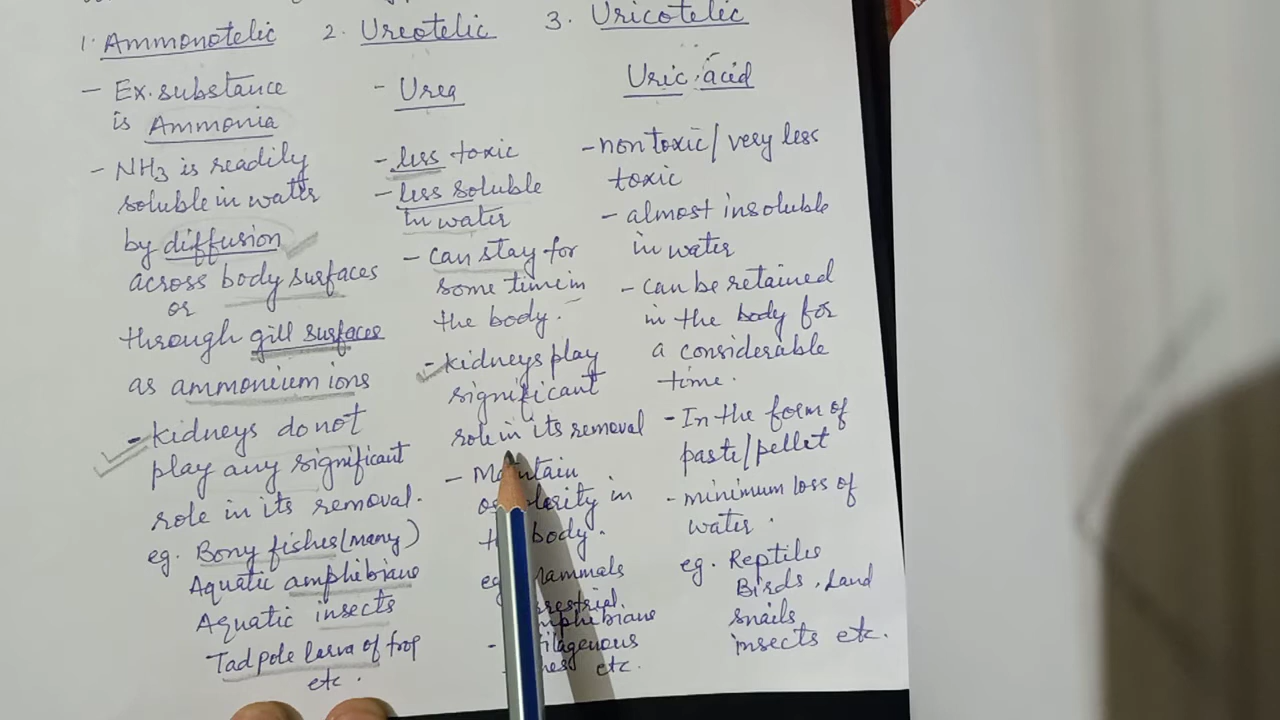 1. Ammonotelic
- Ex. substance
is Ammonia
- NH3 is readily
soluble in water
by diffusion
across body surfaces
or
through gill surfaces
as ammonium ions
- Kidneys do not
play any significant
role in its removal.
eg. Bony fishes (many)
Aquatic amphibians
Aquatic insects
Tadpole larva of frop
etc.
2. Ureotelic
- Urea
- less toxic
- less soluble
in water
- can stay for
some time in
the body.
- Kidneys play
significant
role in its removal
- Maintain
in
body.
mammals
etc.
3. Uricotelic
Uric acid
- non toxic / very less
toxic
- almost insoluble
in water
- can be retained
in the body for
a considerable
time.
- In the form of
paste/pellet
- minimum loss of
water.
eg. Reptiles
Birds, Land
snails
insects etc.